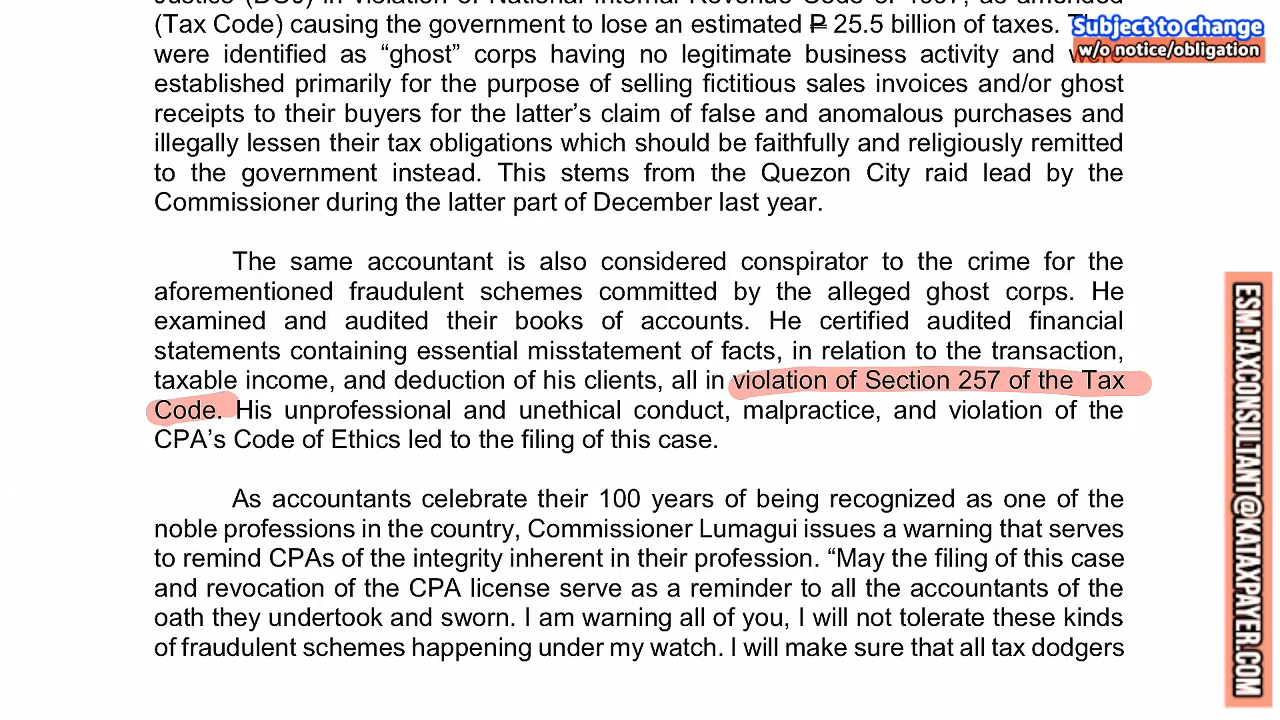 (Tax Code) causing the government to lose an estimated ₱ 25.5 billion of taxes.
were identified as “ghost” corps having no legitimate business activity and were
established primarily for the purpose of selling fictitious sales invoices and/or ghost
receipts to their buyers for the latter’s claim of false and anomalous purchases and
illegally lessen their tax obligations which should be faithfully and religiously remitted
to the government instead. This stems from the Quezon City raid lead by the
Commissioner during the latter part of December last year.
The same accountant is also considered conspirator to the crime for the
aforementioned fraudulent schemes committed by the alleged ghost corps. He
examined and audited their books of accounts. He certified audited financial
statements containing essential misstatement of facts, in relation to the transaction,
taxable income, and deduction of his clients, all in violation of Section 257 of the Tax
Code. His unprofessional and unethical conduct, malpractice, and violation of the
CPA’s Code of Ethics led to the filing of this case.
As accountants celebrate their 100 years of being recognized as one of the
noble professions in the country, Commissioner Lumagui issues a warning that serves
to remind CPAs of the integrity inherent in their profession. “May the filing of this case
and revocation of the CPA license serve as a reminder to all the accountants of the
oath they undertook and sworn. I am warning all of you, I will not tolerate these kinds
of fraudulent schemes happening under my watch. I will make sure that all tax dodgers
Subject to change
w/o notice/obligation
ESM.TAXCONSULTANT@KATAXPAYER.COM